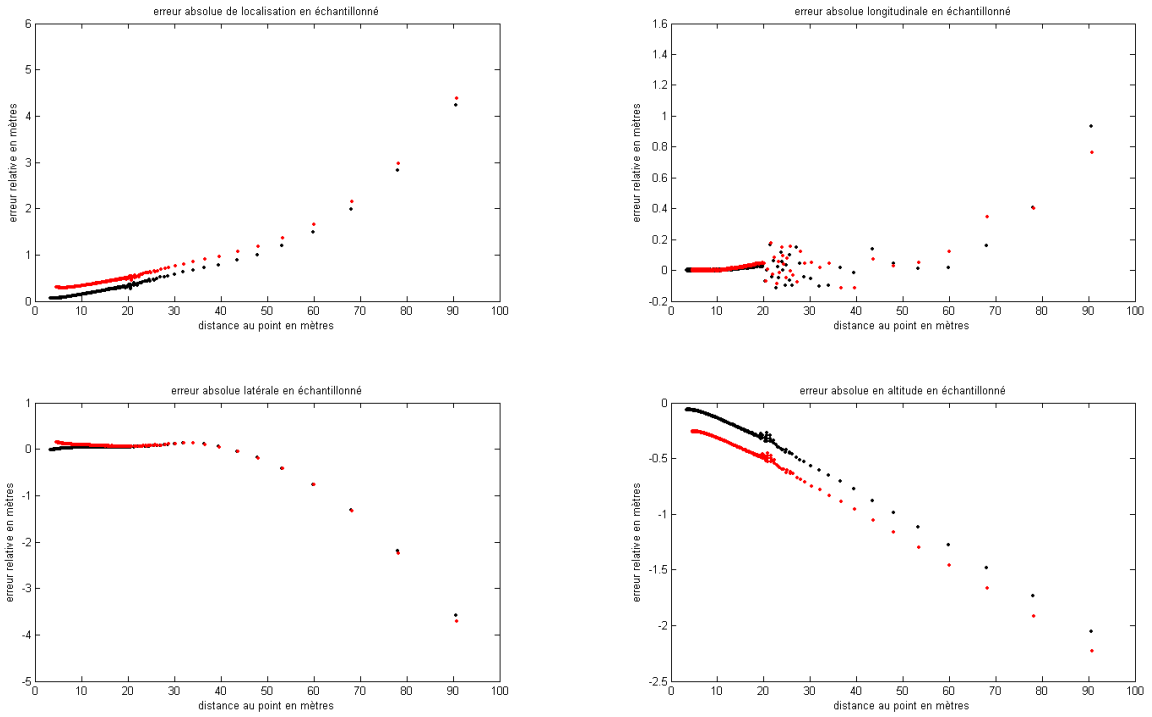 erreur absolue de localisation en échantillonné
6
5
4
3
2
1
0
erreur relative en mètres
0 10 20 30 40 50 60 70 80 90 100
distance au point en mètres
erreur absolue longitudinale en échantillonné
1.6
1.4
1.2
1
0.8
0.6
0.4
0.2
0
-0.2
erreur relative en mètres
0 10 20 30 40 50 60 70 80 90 100
distance au point en mètres
erreur absolue latérale en échantillonné
1
0
-1
-2
-3
-4
-5
erreur relative en mètres
0 10 20 30 40 50 60 70 80 90 100
distance au point en mètres
erreur absolue en altitude en échantillonné
0
-0.5
-1
-1.5
-2
-2.5
erreur relative en mètres
0 10 20 30 40 50 60 70 80 90 100
distance au point en mètres